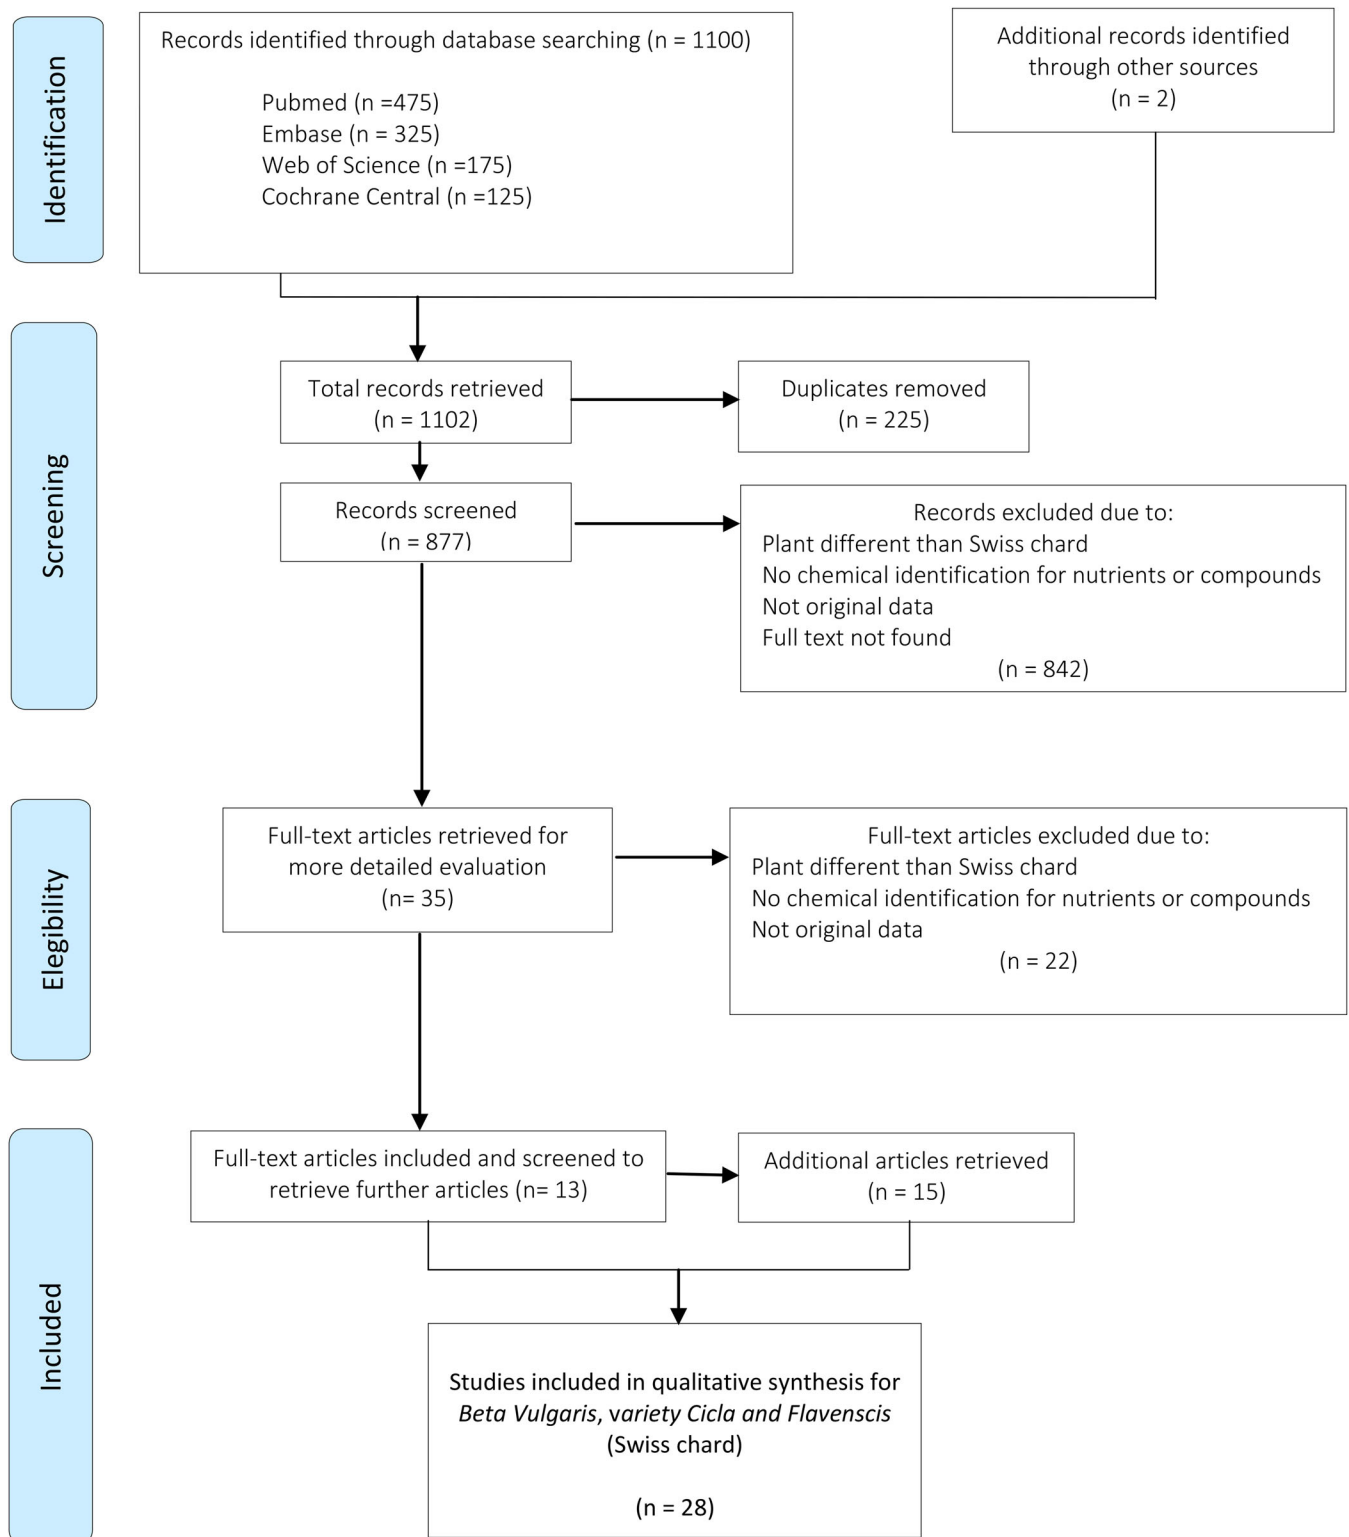 Identification
Records identified through database searching (n = 1100)
Pubmed (n =475)
Embase (n = 325)
Web of Science (n =175)
Cochrane Central (n =125)
Additional records identified
through other sources
(n = 2)
Screening
Total records retrieved
(n = 1102)
Duplicates removed
(n = 225)
Records screened
(n = 877)
Records excluded due to:
Plant different than Swiss chard
No chemical identification for nutrients or compounds
Not original data
Full text not found
(n = 842)
Elegibility
Full-text articles retrieved for
more detailed evaluation
(n= 35)
Full-text articles excluded due to:
Plant different than Swiss chard
No chemical identification for nutrients or compounds
Not original data
(n = 22)
Included
Full-text articles included and screened to
retrieve further articles (n= 13)
Additional articles retrieved
(n = 15)
Studies included in qualitative synthesis for
Beta Vulgaris, variety Cicla and Flavenscis
(Swiss chard)
(n = 28)